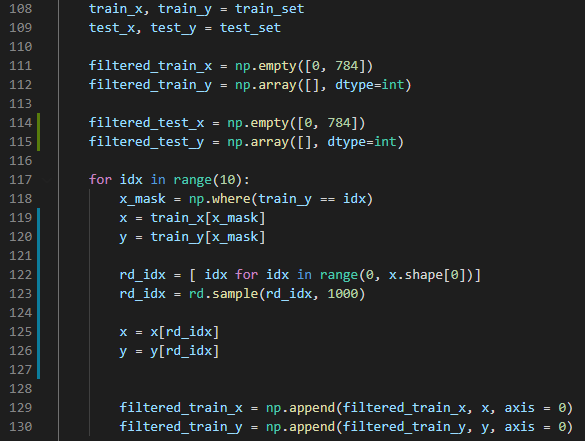 108 train_x, train_y = train_set
109 test_x, test_y = test_set
110
111 filtered_train_x = np.empty([0, 784])
112 filtered_train_y = np.array([], dtype=int)
113
114 filtered_test_x = np.empty([0, 784])
115 filtered_test_y = np.array([], dtype=int)
116
117 for idx in range(10):
118 x_mask = np.where(train_y == idx)
119 x = train_x[x_mask]
120 y = train_y[x_mask]
121
122 rd_idx = [ idx for idx in range(0, x.shape[0])]
123 rd_idx = rd.sample(rd_idx, 1000)
124
125 x = x[rd_idx]
126 y = y[rd_idx]
127
128
129 filtered_train_x = np.append(filtered_train_x, x, axis = 0)
130 filtered_train_y = np.append(filtered_train_y, y, axis = 0)